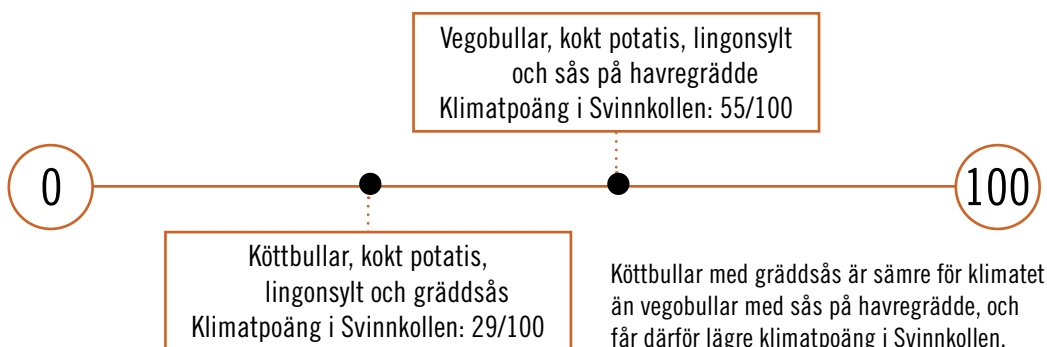 Vegobullar, kokt potatis, lingonsylt
och sås på havregrädde
Klimatpoäng i Svinnkollen: 55/100
0
100
Köttbullar, kokt potatis,
lingonsylt och gräddsås
Klimatpoäng i Svinnkollen: 29/100
Köttbullar med gräddsås är sämre för klimatet
än vegobullar med sås på havregrädde, och
får därför lägre klimatpoäng i Svinnkollen.